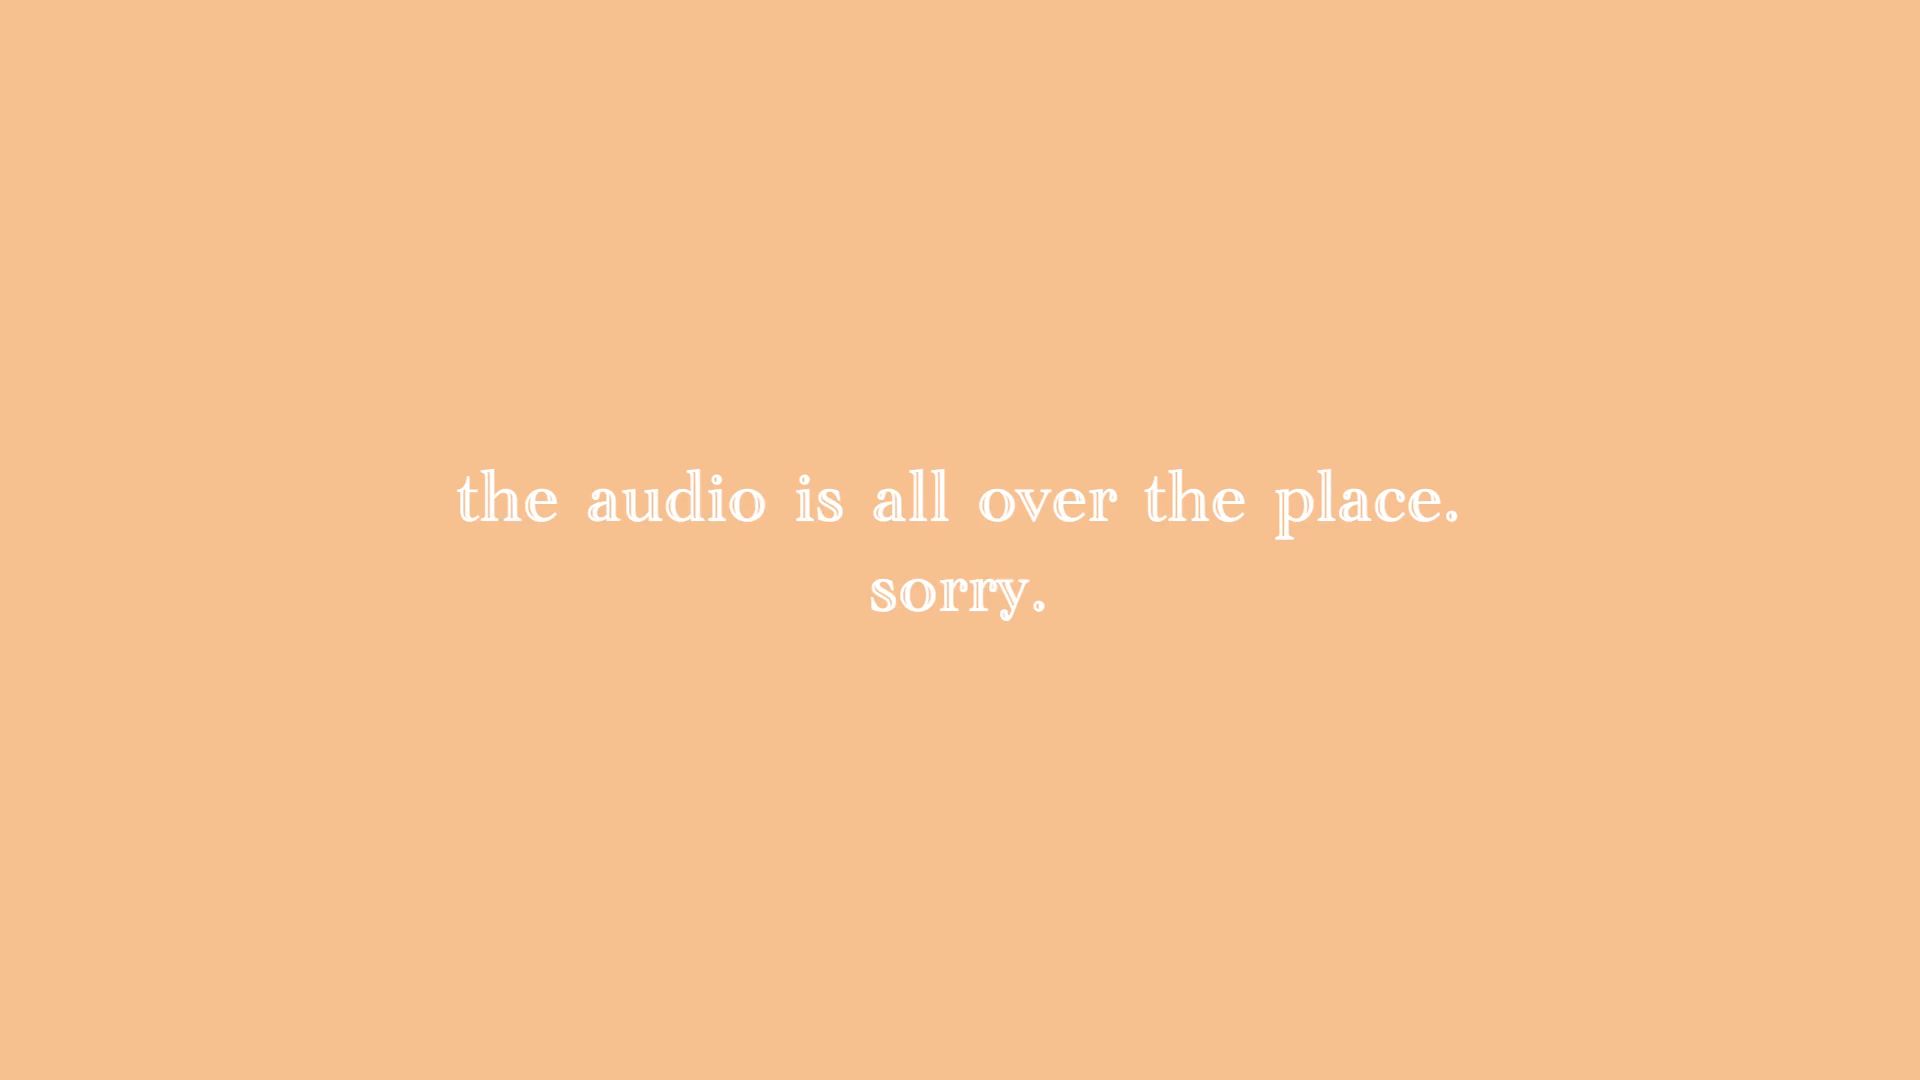 the audio is all over the place.
sorry.